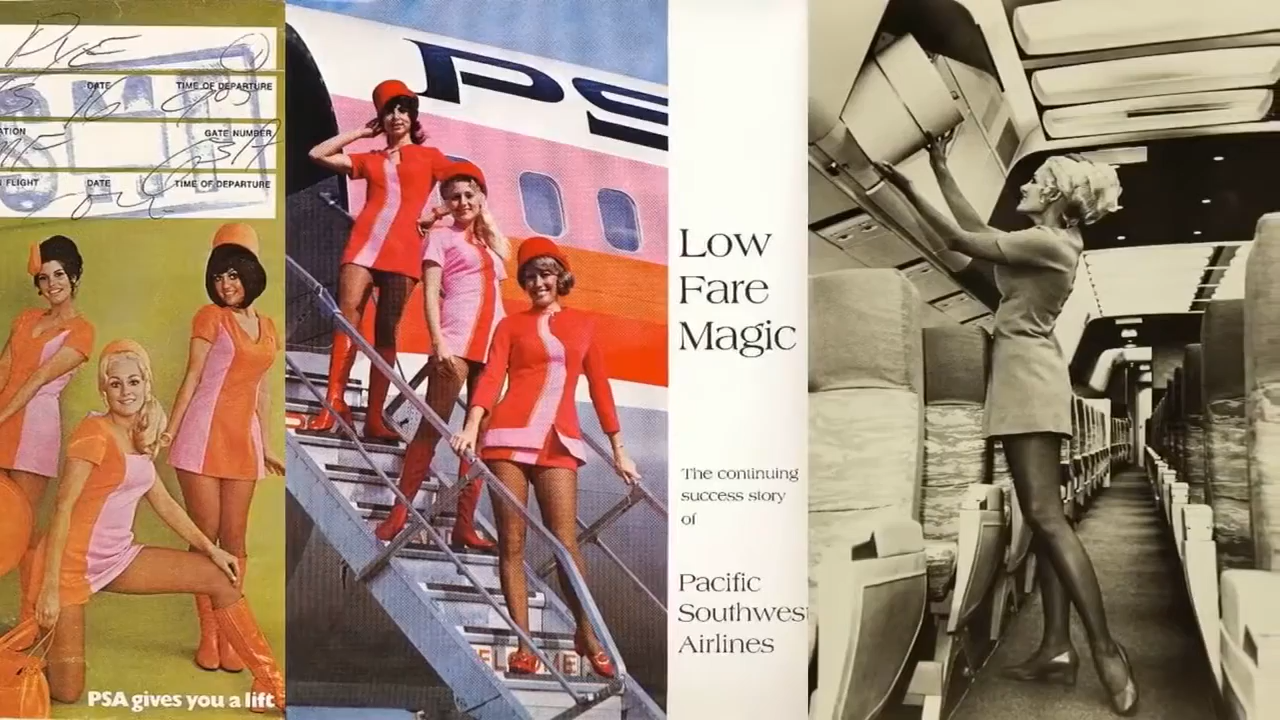 PYE
DATE
TIME OF DEPARTURE
GATE NUMBER
FLIGHT
DATE
TIME OF DEPARTURE
PSA gives you a lift
PS
Low
Fare
Magic
The continuing
success story
of
Pacific
Southwest
Airlines